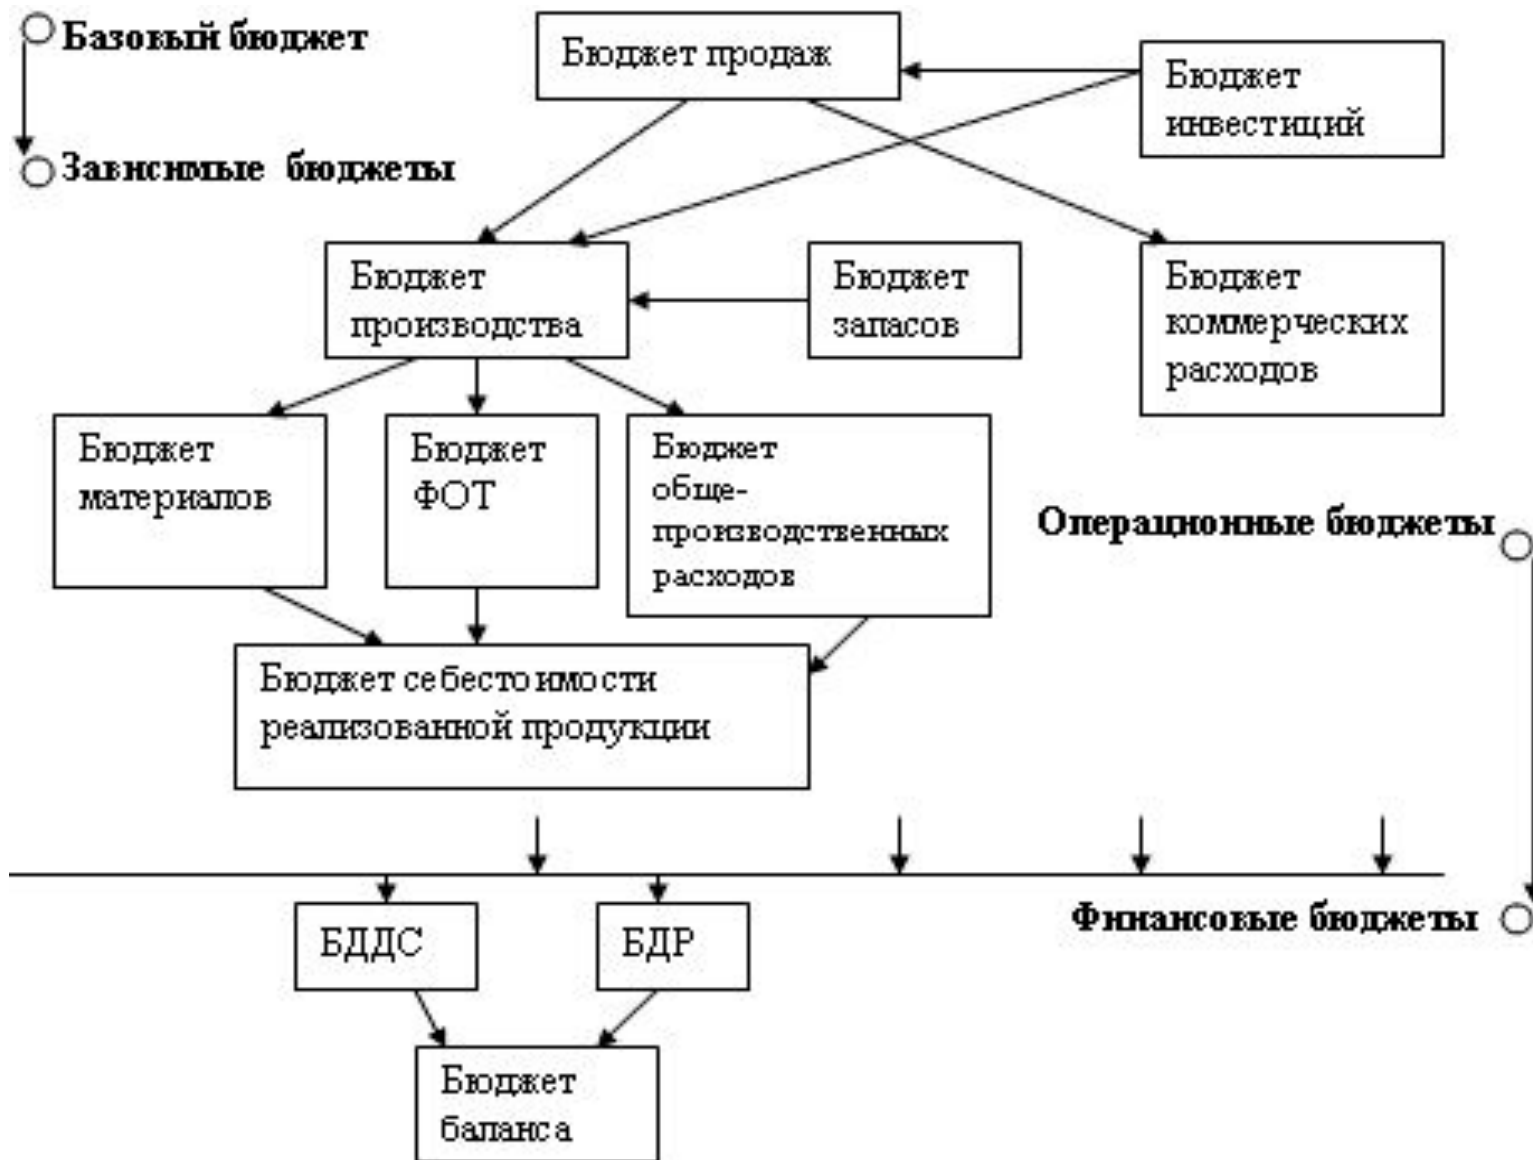 Базовый бюджет
Бюджет продаж
Бюджет
инвестиций
Зависимые бюджеты
Бюджет
производства
Бюджет
запасов
Бюджет
коммерческих
расходов
Бюджет
материалов
Бюджет
ФОТ
Бюджет
обще-
производственных
расходов
Операционные бюджеты
Бюджет себестоимости
реализованной продукции
БДДС
БДР
Финансовые бюджеты
Бюджет
баланса